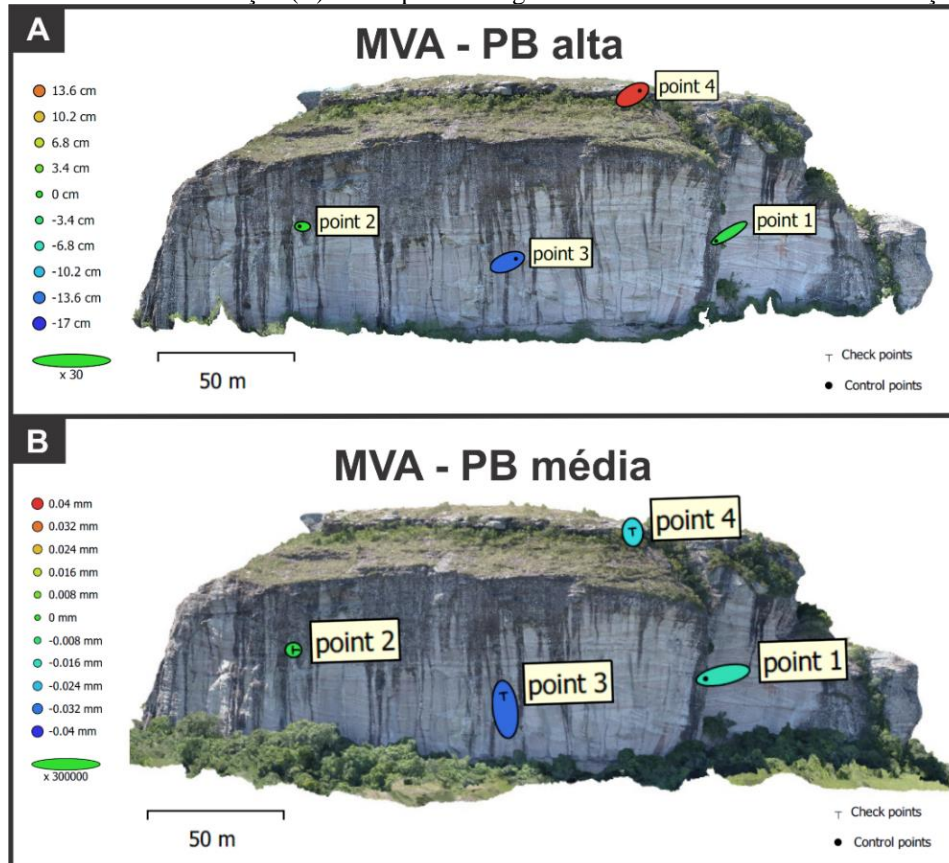 A
MVA - PB alta
13.6 cm
10.2 cm
6.8 cm
3.4 cm
0 cm
-3.4 cm
-6.8 cm
-10.2 cm
-13.6 cm
-17 cm
x 30
point 4
point 2
point 1
point 3
50 m
Check points
Control points
B
MVA - PB média
0.04 mm
0.032 mm
0.024 mm
0.016 mm
0.008 mm
0 mm
-0.008 mm
-0.016 mm
-0.024 mm
-0.032 mm
-0.04 mm
x 300000
point 4
point 2
point 1
point 3
50 m
Check points
Control points